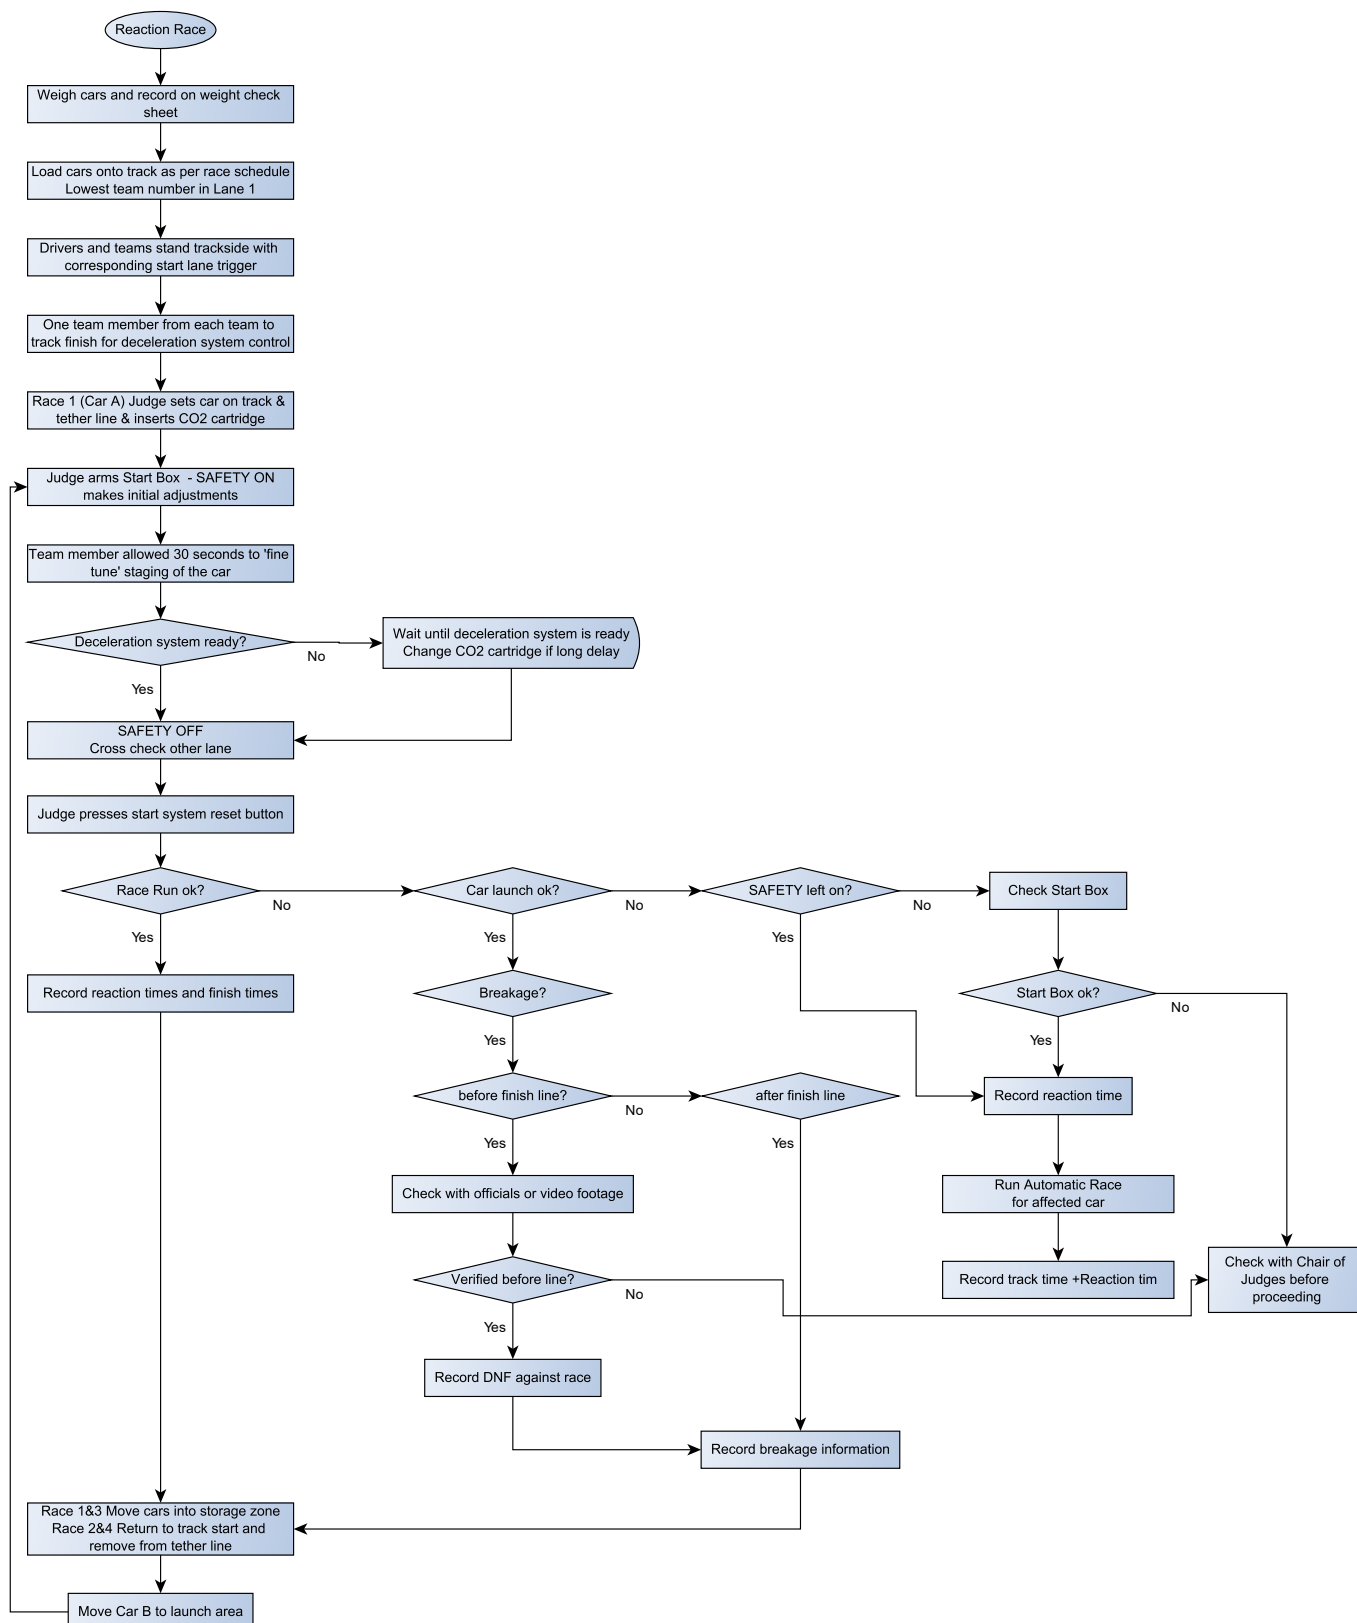 Reaction Race
Weigh cars and record on weight check
sheet
Load cars onto track as per race schedule
Lowest team number in Lane 1
Drivers and teams stand trackside with
corresponding start lane trigger
One team member from each team to
track finish for deceleration system control
Race 1 (Car A) Judge sets car on track &
tether line & inserts CO2 cartridge
Judge arms Start Box - SAFETY ON
makes initial adjustments
Team member allowed 30 seconds to 'fine
tune' staging of the car
Deceleration system ready?
No
Wait until deceleration system is ready
Change CO2 cartridge if long delay
Yes
SAFETY OFF
Cross check other lane
Judge presses start system reset button
Race Run ok?
No
Car launch ok?
No
SAFETY left on?
No
Check Start Box
Yes
Yes
Yes
Record reaction times and finish times
Breakage?
Start Box ok?
No
Yes
Yes
before finish line?
No
after finish line
Record reaction time
Yes
Yes
Check with officials or video footage
Run Automatic Race
for affected car
Verified before line?
No
Record track time +Reaction tim
Check with Chair of
Judges before
proceeding
Yes
Record DNF against race
Record breakage information
Race 1&3 Move cars into storage zone
Race 2&4 Return to track start and
remove from tether line
Move Car B to launch area